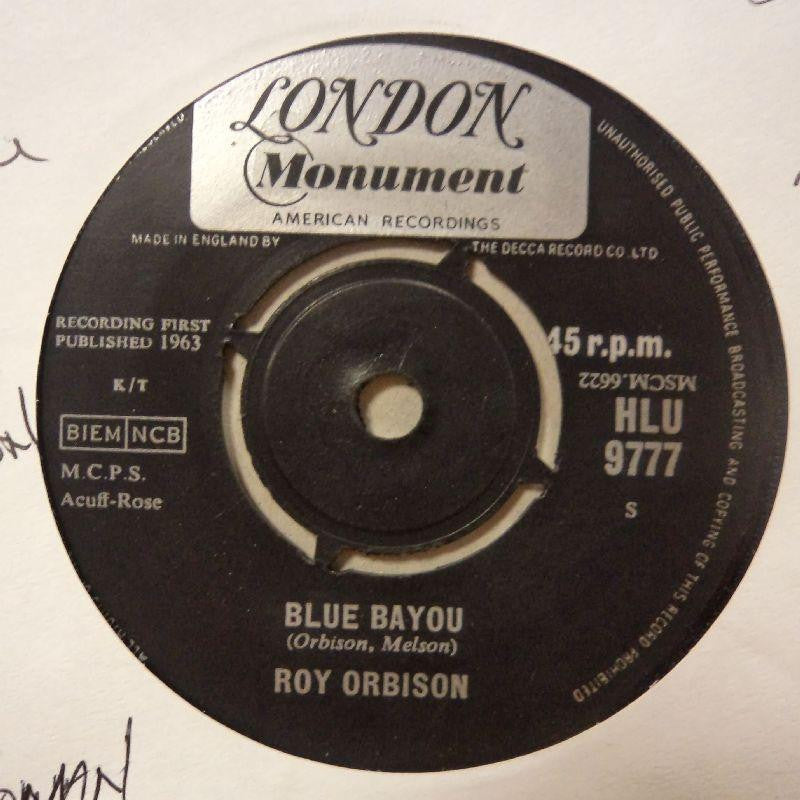 LONDON
Monument
AMERICAN RECORDINGS
MADE IN ENGLAND BY THE DECCA RECORD CO. LTD
UNAUTHORISED PUBLIC PERFORMANCE BROADCASTING AND COPYING OF THIS RECORD PROHIBITED
RECORDING FIRST
PUBLISHED 1963
K/T
BIEM NCB
M.C.P.S.
Acuff-Rose
45 r.p.m.
MSCM.6622
HLU
9777
S
BLUE BAYOU
(Orbison, Melson)
ROY ORBISON